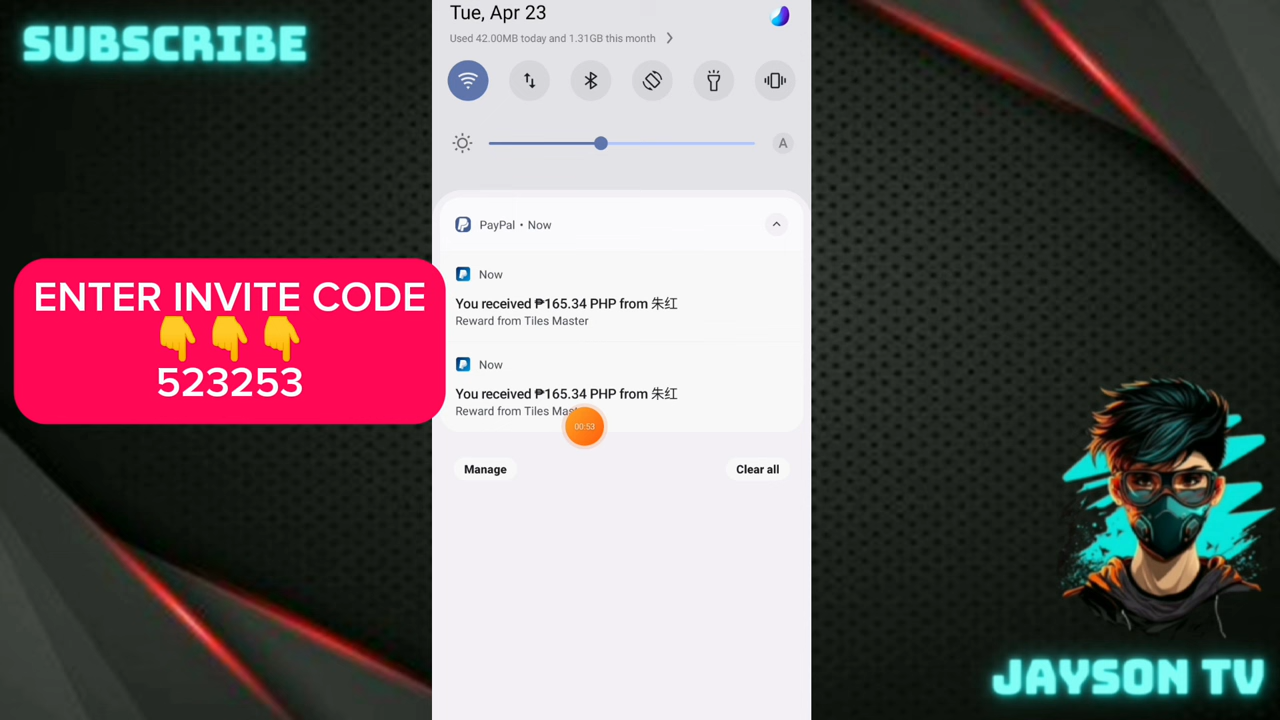 SUBSCRIBE
Tue, Apr 23
Used 42.00MB today and 1.31GB this month
A
PayPal • Now
Now
You received ₱165.34 PHP from 朱红
Reward from Tiles Master
Now
You received ₱165.34 PHP from 朱红
Reward from Tiles Mas
00:53
Manage
Clear all
ENTER INVITE CODE
👇👇👇
523253
JAYSON TV